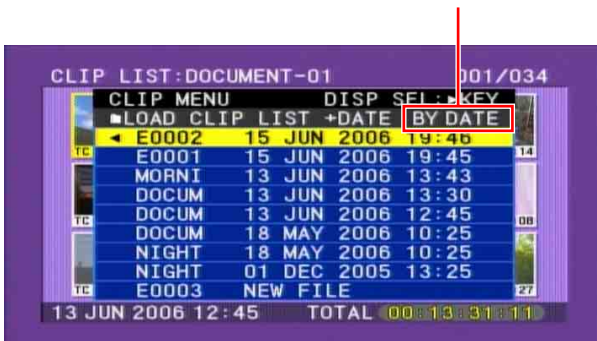 CLIP LIST:DOCUMENT-01 001/034
CLIP MENU DISP SEL:►KEY
LOAD CLIP LIST +DATE BY DATE
◄ E0002 15 JUN 2006 19:46
TC E0001 15 JUN 2006 19:45 14
MORNI 13 JUN 2006 13:43
DOCUM 13 JUN 2006 13:30
TC DOCUM 13 JUN 2006 12:45 08
DOCUM 18 MAY 2006 10:25
NIGHT 18 MAY 2006 10:25
NIGHT 01 DEC 2005 13:25
TC E0003 NEW FILE 27
13 JUN 2006 12:45 TOTAL 00:13:31:11